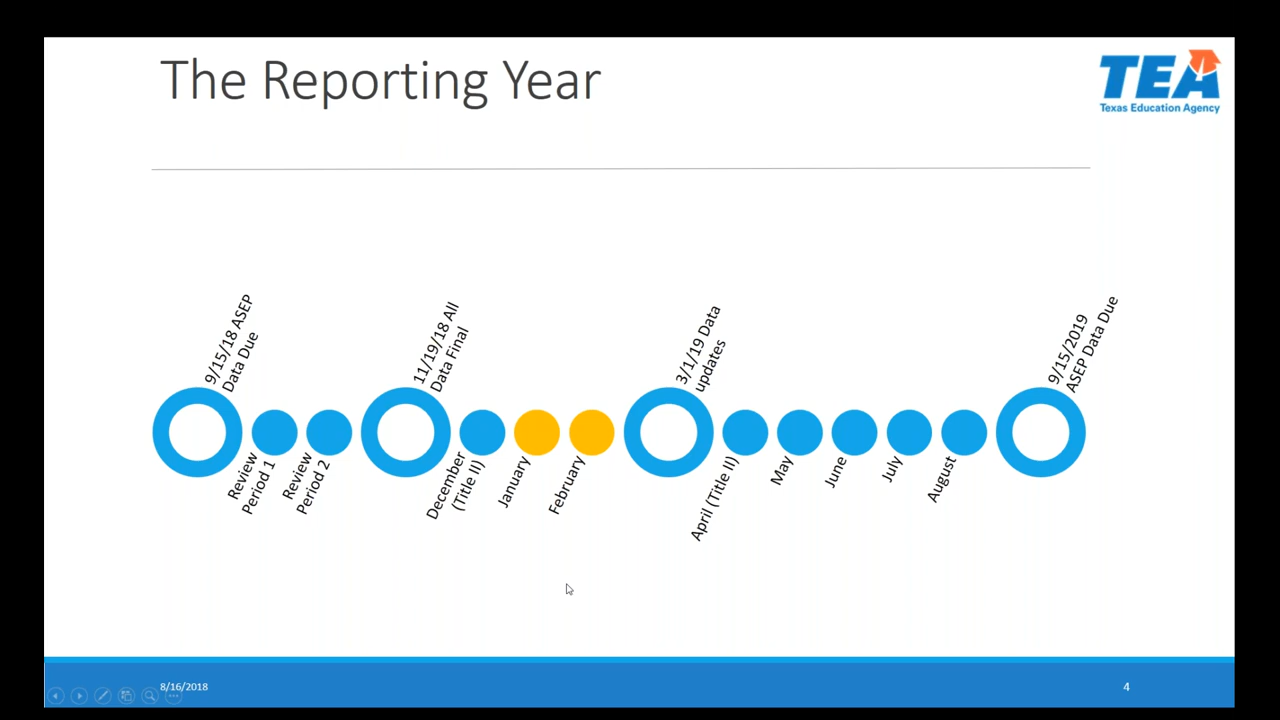 The Reporting Year
TEA
Texas Education Agency
9/15/18 ASEP
Data Due
Review
Period 1
Review
Period 2
11/19/18 All
Data Final
December
(Title II)
January
February
3/1/19 Data
updates
April (Title II)
May
June
July
August
9/15/2019
ASEP Data Due
8/16/2018
4